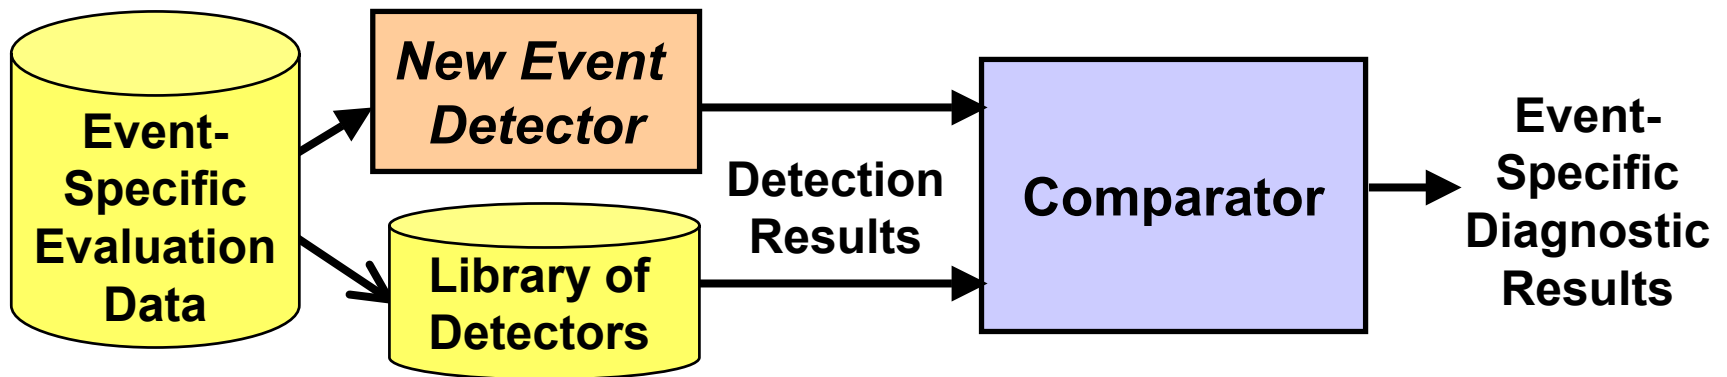 Event-
Specific
Evaluation
Data
New Event
Detector
Library of
Detectors
Detection
Results
Comparator
Event-
Specific
Diagnostic
Results